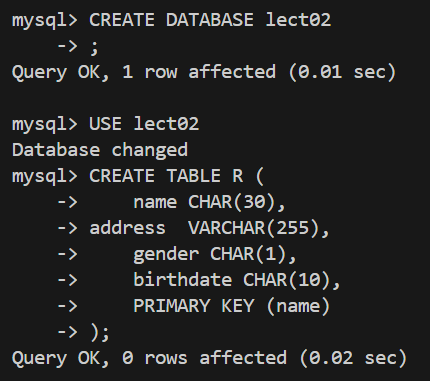 mysql> CREATE DATABASE lect02
    -> ;
Query OK, 1 row affected (0.01 sec)

mysql> USE lect02
Database changed
mysql> CREATE TABLE R (
    ->     name CHAR(30),
    -> address  VARCHAR(255),
    ->     gender CHAR(1),
    ->     birthdate CHAR(10),
    ->     PRIMARY KEY (name)
    -> );
Query OK, 0 rows affected (0.02 sec)